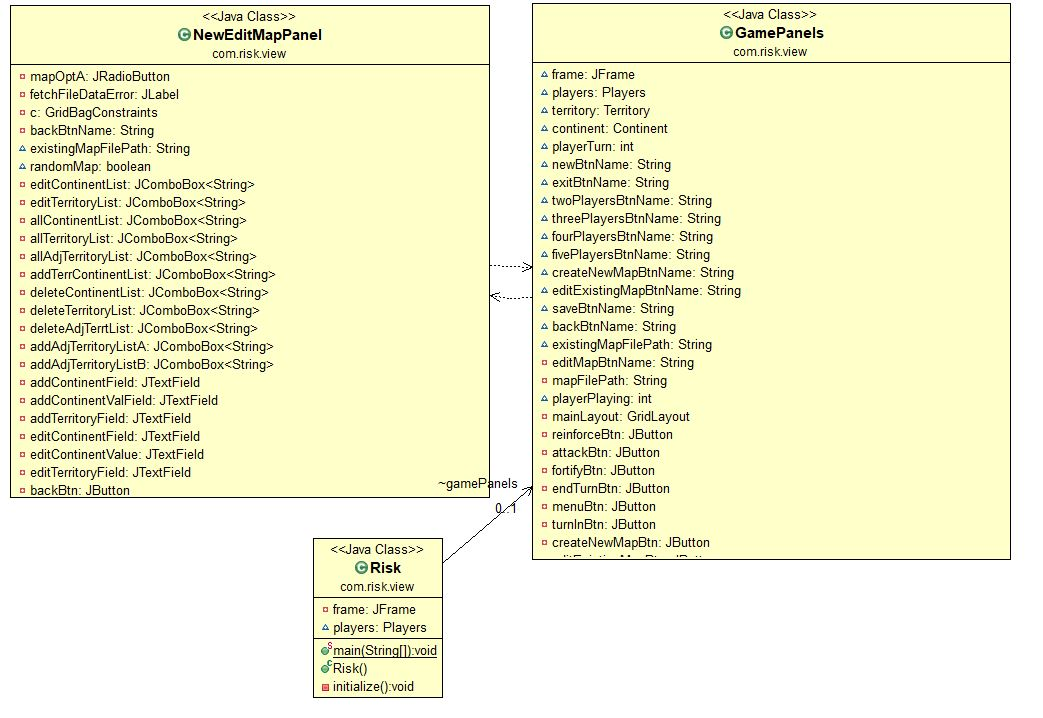 <<Java Class>>
NewEditMapPanel
com.risk.view
mapOptA: JRadioButton
fetchFileDataError: JLabel
c: GridBagConstraints
backBtnName: String
existingMapFilePath: String
randomMap: boolean
editContinentList: JComboBox<String>
editTerritoryList: JComboBox<String>
allContinentList: JComboBox<String>
allTerritoryList: JComboBox<String>
allAdjTerritoryList: JComboBox<String>
addTerrContinentList: JComboBox<String>
deleteContinentList: JComboBox<String>
deleteTerritoryList: JComboBox<String>
deleteAdjTerrtList: JComboBox<String>
addAdjTerritoryListA: JComboBox<String>
addAdjTerritoryListB: JComboBox<String>
addContinentField: JTextField
addContinentValField: JTextField
addTerritoryField: JTextField
editContinentField: JTextField
editContinentValue: JTextField
editTerritoryField: JTextField
backBtn: JButton
<<Java Class>>
GamePanels
com.risk.view
frame: JFrame
players: Players
territory: Territory
continent: Continent
playerTurn: int
newBtnName: String
exitBtnName: String
twoPlayersBtnName: String
threePlayersBtnName: String
fourPlayersBtnName: String
fivePlayersBtnName: String
createNewMapBtnName: String
editExistingMapBtnName: String
saveBtnName: String
backBtnName: String
existingMapFilePath: String
editMapBtnName: String
mapFilePath: String
playerPlaying: int
mainLayout: GridLayout
reinforceBtn: JButton
attackBtn: JButton
fortifyBtn: JButton
endTurnBtn: JButton
menuBtn: JButton
turnInBtn: JButton
createNewMapBtn: JButton
~gamePanels
0..1
<<Java Class>>
Risk
com.risk.view
frame: JFrame
players: Players
main(String[]):void
Risk()
initialize():void